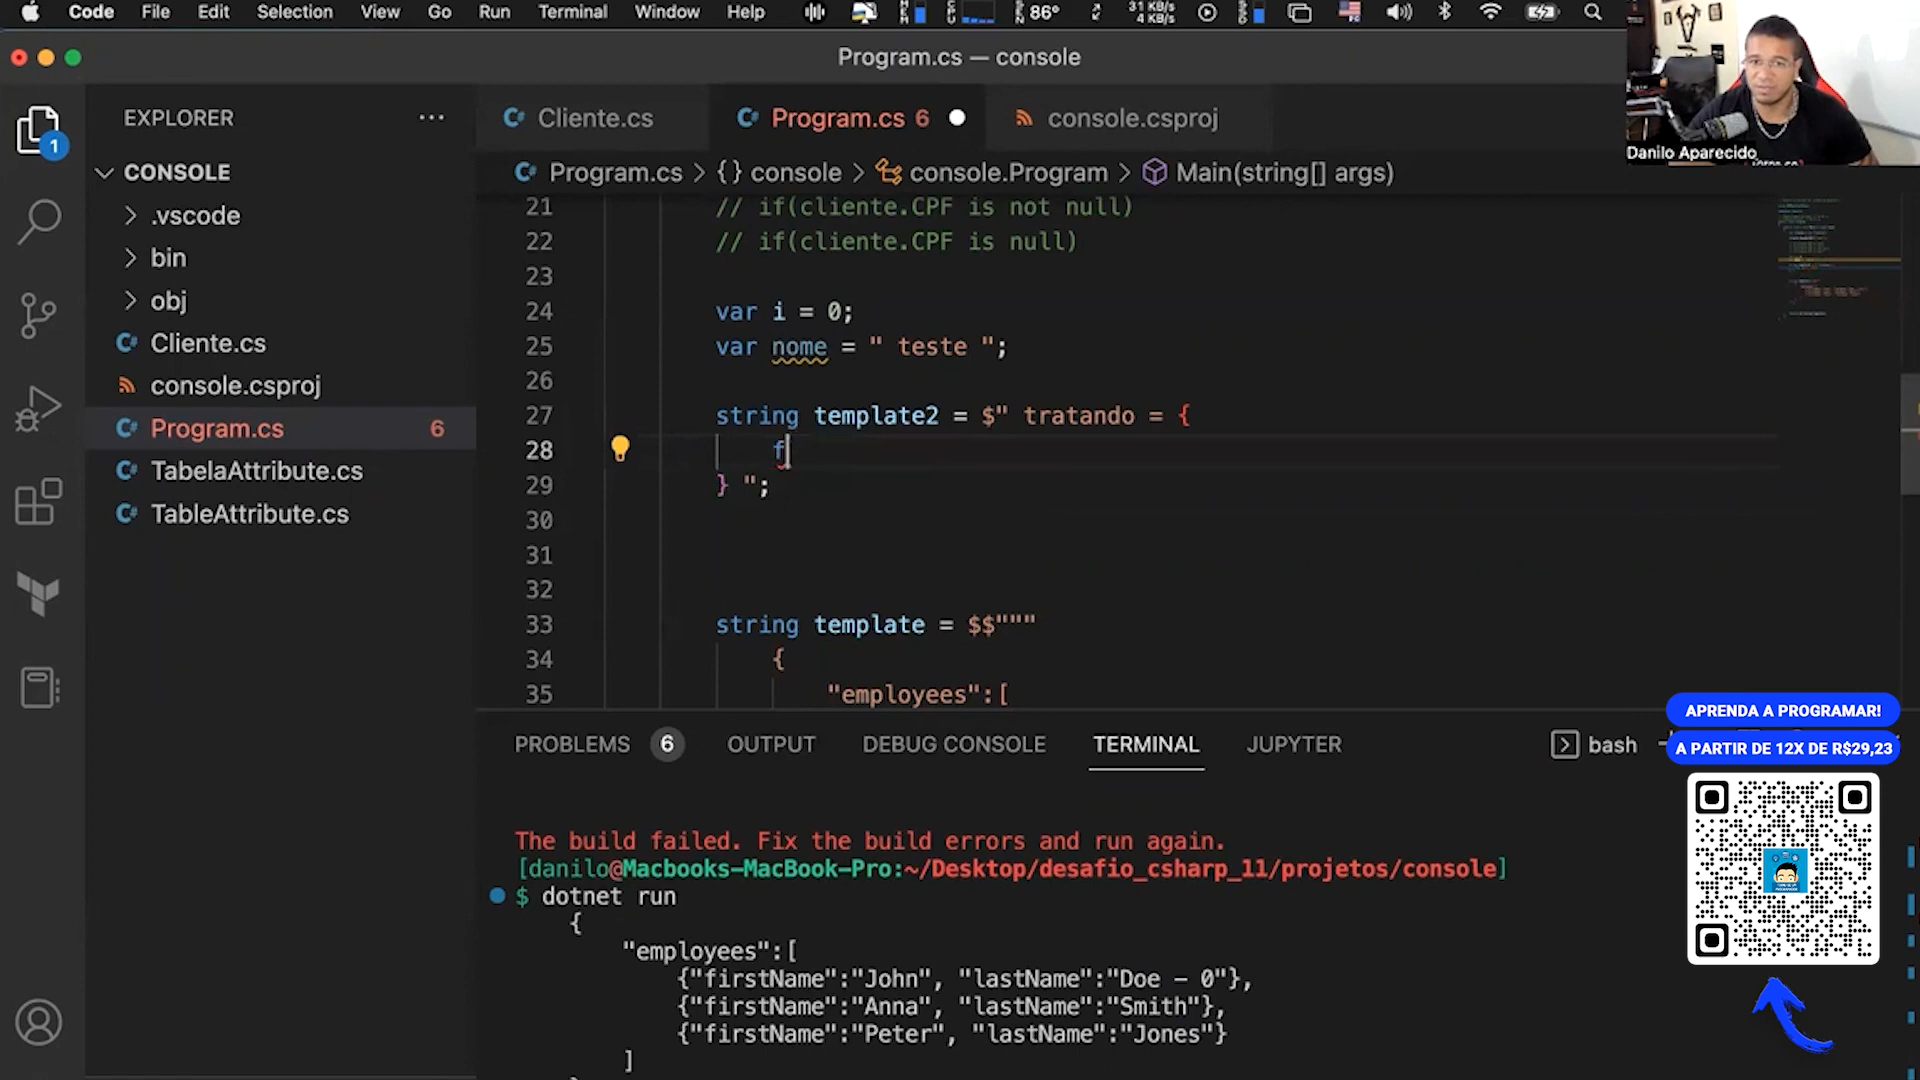 Code File Edit Selection View Go Run Terminal Window Help 86° 31 KB/s 4 KB/s
Program.cs — console
Danilo Aparecido
EXPLORER ···
CONSOLE
.vscode
bin
obj
Cliente.cs
console.csproj
Program.cs 6
TabelaAttribute.cs
TableAttribute.cs
1
Cliente.cs Program.cs 6 console.csproj
Program.cs > {} console > console.Program > Main(string[] args)
21 // if(cliente.CPF is not null)
22 // if(cliente.CPF is null)
23
24 var i = 0;
25 var nome = " teste ";
26
27 string template2 = $" tratando = {
28 f
29 } ";
30
31
32
33 string template = $$"""
34 {
35 "employees":[
PROBLEMS 6 OUTPUT DEBUG CONSOLE TERMINAL JUPYTER bash
The build failed. Fix the build errors and run again.
[danilo@Macbooks-MacBook-Pro:~/Desktop/desafio_csharp_11/projetos/console]
$ dotnet run
{
"employees":[
{"firstName":"John", "lastName":"Doe - 0"},
{"firstName":"Anna", "lastName":"Smith"},
{"firstName":"Peter", "lastName":"Jones"}
]
APRENDA A PROGRAMAR!
A PARTIR DE 12X DE R$29,23